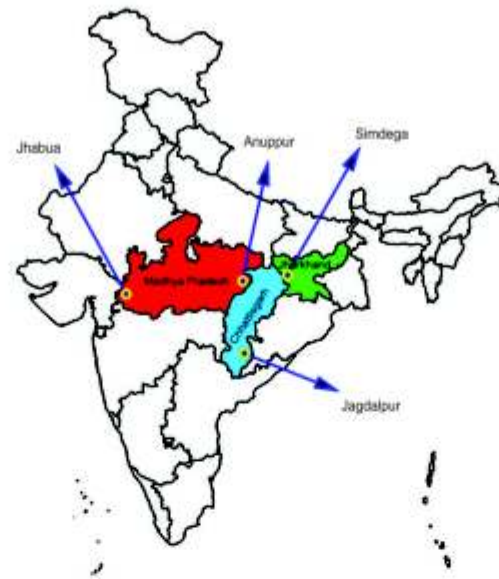 Simdega
Anuppur
Jhabua
Jharkhand
Madhya Pradesh
Chhattisgarh
Jagdalpur